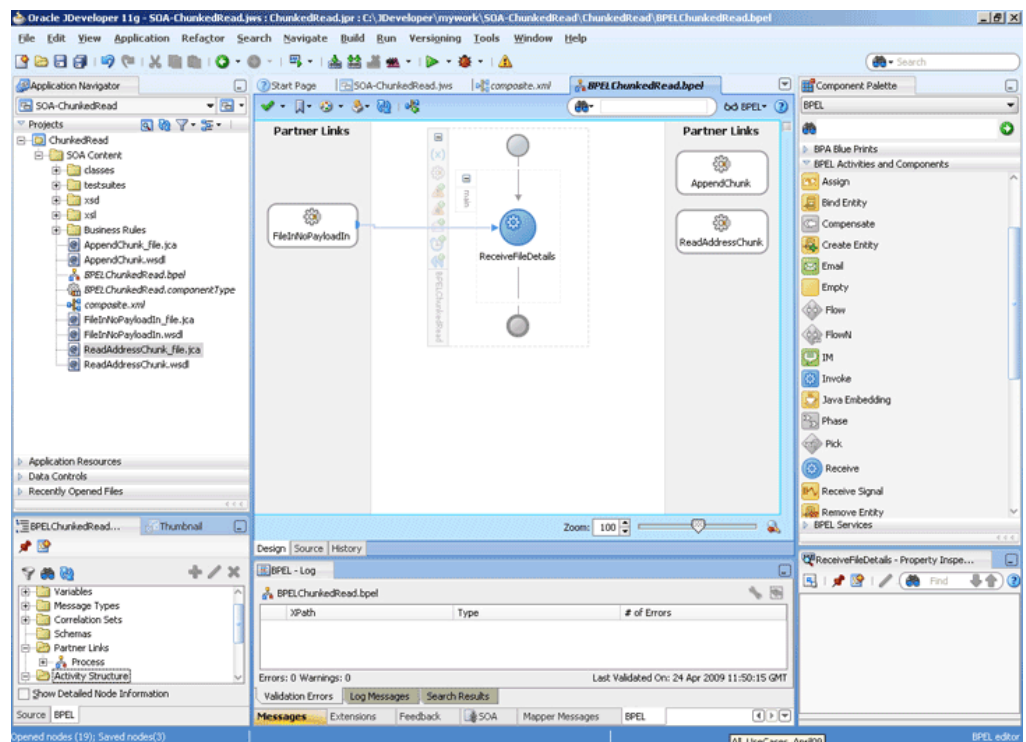 Oracle JDeveloper 11g - SOA-ChunkedRead.jws : ChunkedRead.jpr : C:\JDeveloper\mywork\SOA-ChunkedRead\ChunkedRead\BPELChunkedRead.bpel
File Edit View Application Refactor Search Navigate Build Run Versioning Tools Window Help
Search
Application Navigator
SOA-ChunkedRead
Projects
ChunkedRead
SOA Content
classes
testsuites
xsd
xsl
Business Rules
AppendChunk_file.jca
AppendChunk.wsdl
BPELChunkedRead.bpel
BPELChunkedRead.componentType
composite.xml
FileInNoPayloadIn_file.jca
FileInNoPayloadIn.wsdl
ReadAddressChunk_file.jca
ReadAddressChunk.wsdl
Application Resources
Data Controls
Recently Opened Files
BPELChunkedRead... Thumbnail
Variables
Message Types
Correlation Sets
Schemas
Partner Links
Process
Activity Structure
Show Detailed Node Information
Source BPEL
Start Page SOA-ChunkedRead.jws composite.xml BPELChunkedRead.bpel
BPEL
Partner Links
FileInNoPayloadIn
main
ReceiveFileDetails
BPELChunkedRead
Partner Links
AppendChunk
ReadAddressChunk
Zoom: 100
Design Source History
BPEL - Log
BPELChunkedRead.bpel
XPath Type # of Errors
Errors: 0 Warnings: 0 Last Validated On: 24 Apr 2009 11:50:15 GMT
Validation Errors Log Messages Search Results
Messages Extensions Feedback SOA Mapper Messages BPEL
Component Palette
BPEL
BPA Blue Prints
BPEL Activities and Components
Assign
Bind Entity
Compensate
Create Entity
Email
Empty
Flow
FlowN
IM
Invoke
Java Embedding
Phase
Pick
Receive
Receive Signal
Remove Entity
BPEL Services
ReceiveFileDetails - Property Inspe...
Find
Opened nodes (19); Saved nodes(3) BPEL editor